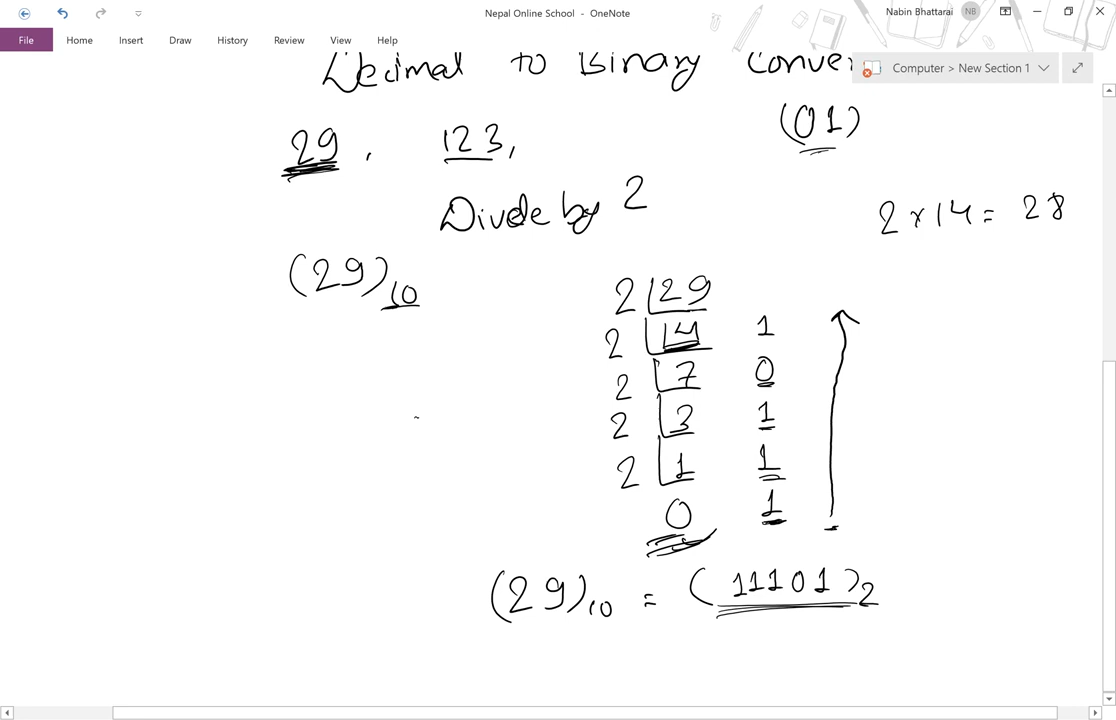 Nepal Online School - OneNote
Nabin Bhattarai NB
File Home Insert Draw History Review View Help
Computer > New Section 1
Decimal to Binary Conve
29, 123,
(01)
Divide by 2
2 × 14 = 28
(29)10
2 29
2 14 1
2 7 0
2 3 1
2 1 1
0 1
(29)10 = (11101)2